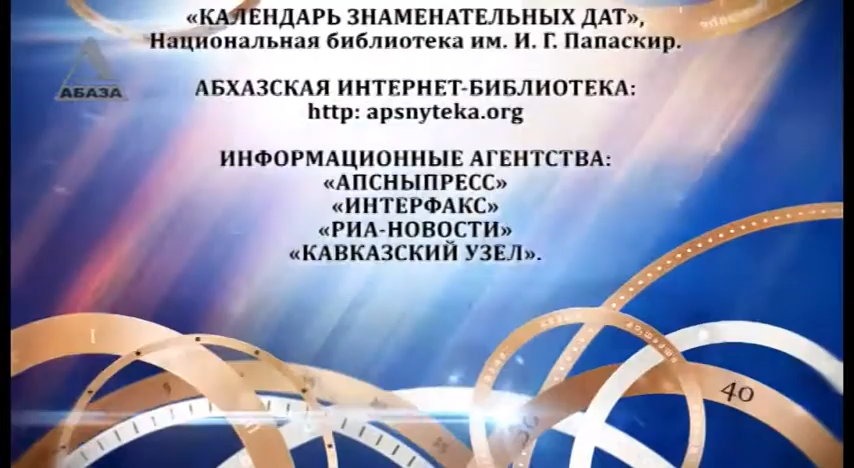 «КАЛЕНДАРЬ ЗНАМЕНАТЕЛЬНЫХ ДАТ»,
Национальная библиотека им. И. Г. Папаскир.
АБАЗА
АБХАЗСКАЯ ИНТЕРНЕТ-БИБЛИОТЕКА:
http: apsnyteka.org
ИНФОРМАЦИОННЫЕ АГЕНТСТВА:
«АПСНЫПРЕСС»
«ИНТЕРФАКС»
«РИА-НОВОСТИ»
«КАВКАЗСКИЙ УЗЕЛ».
40